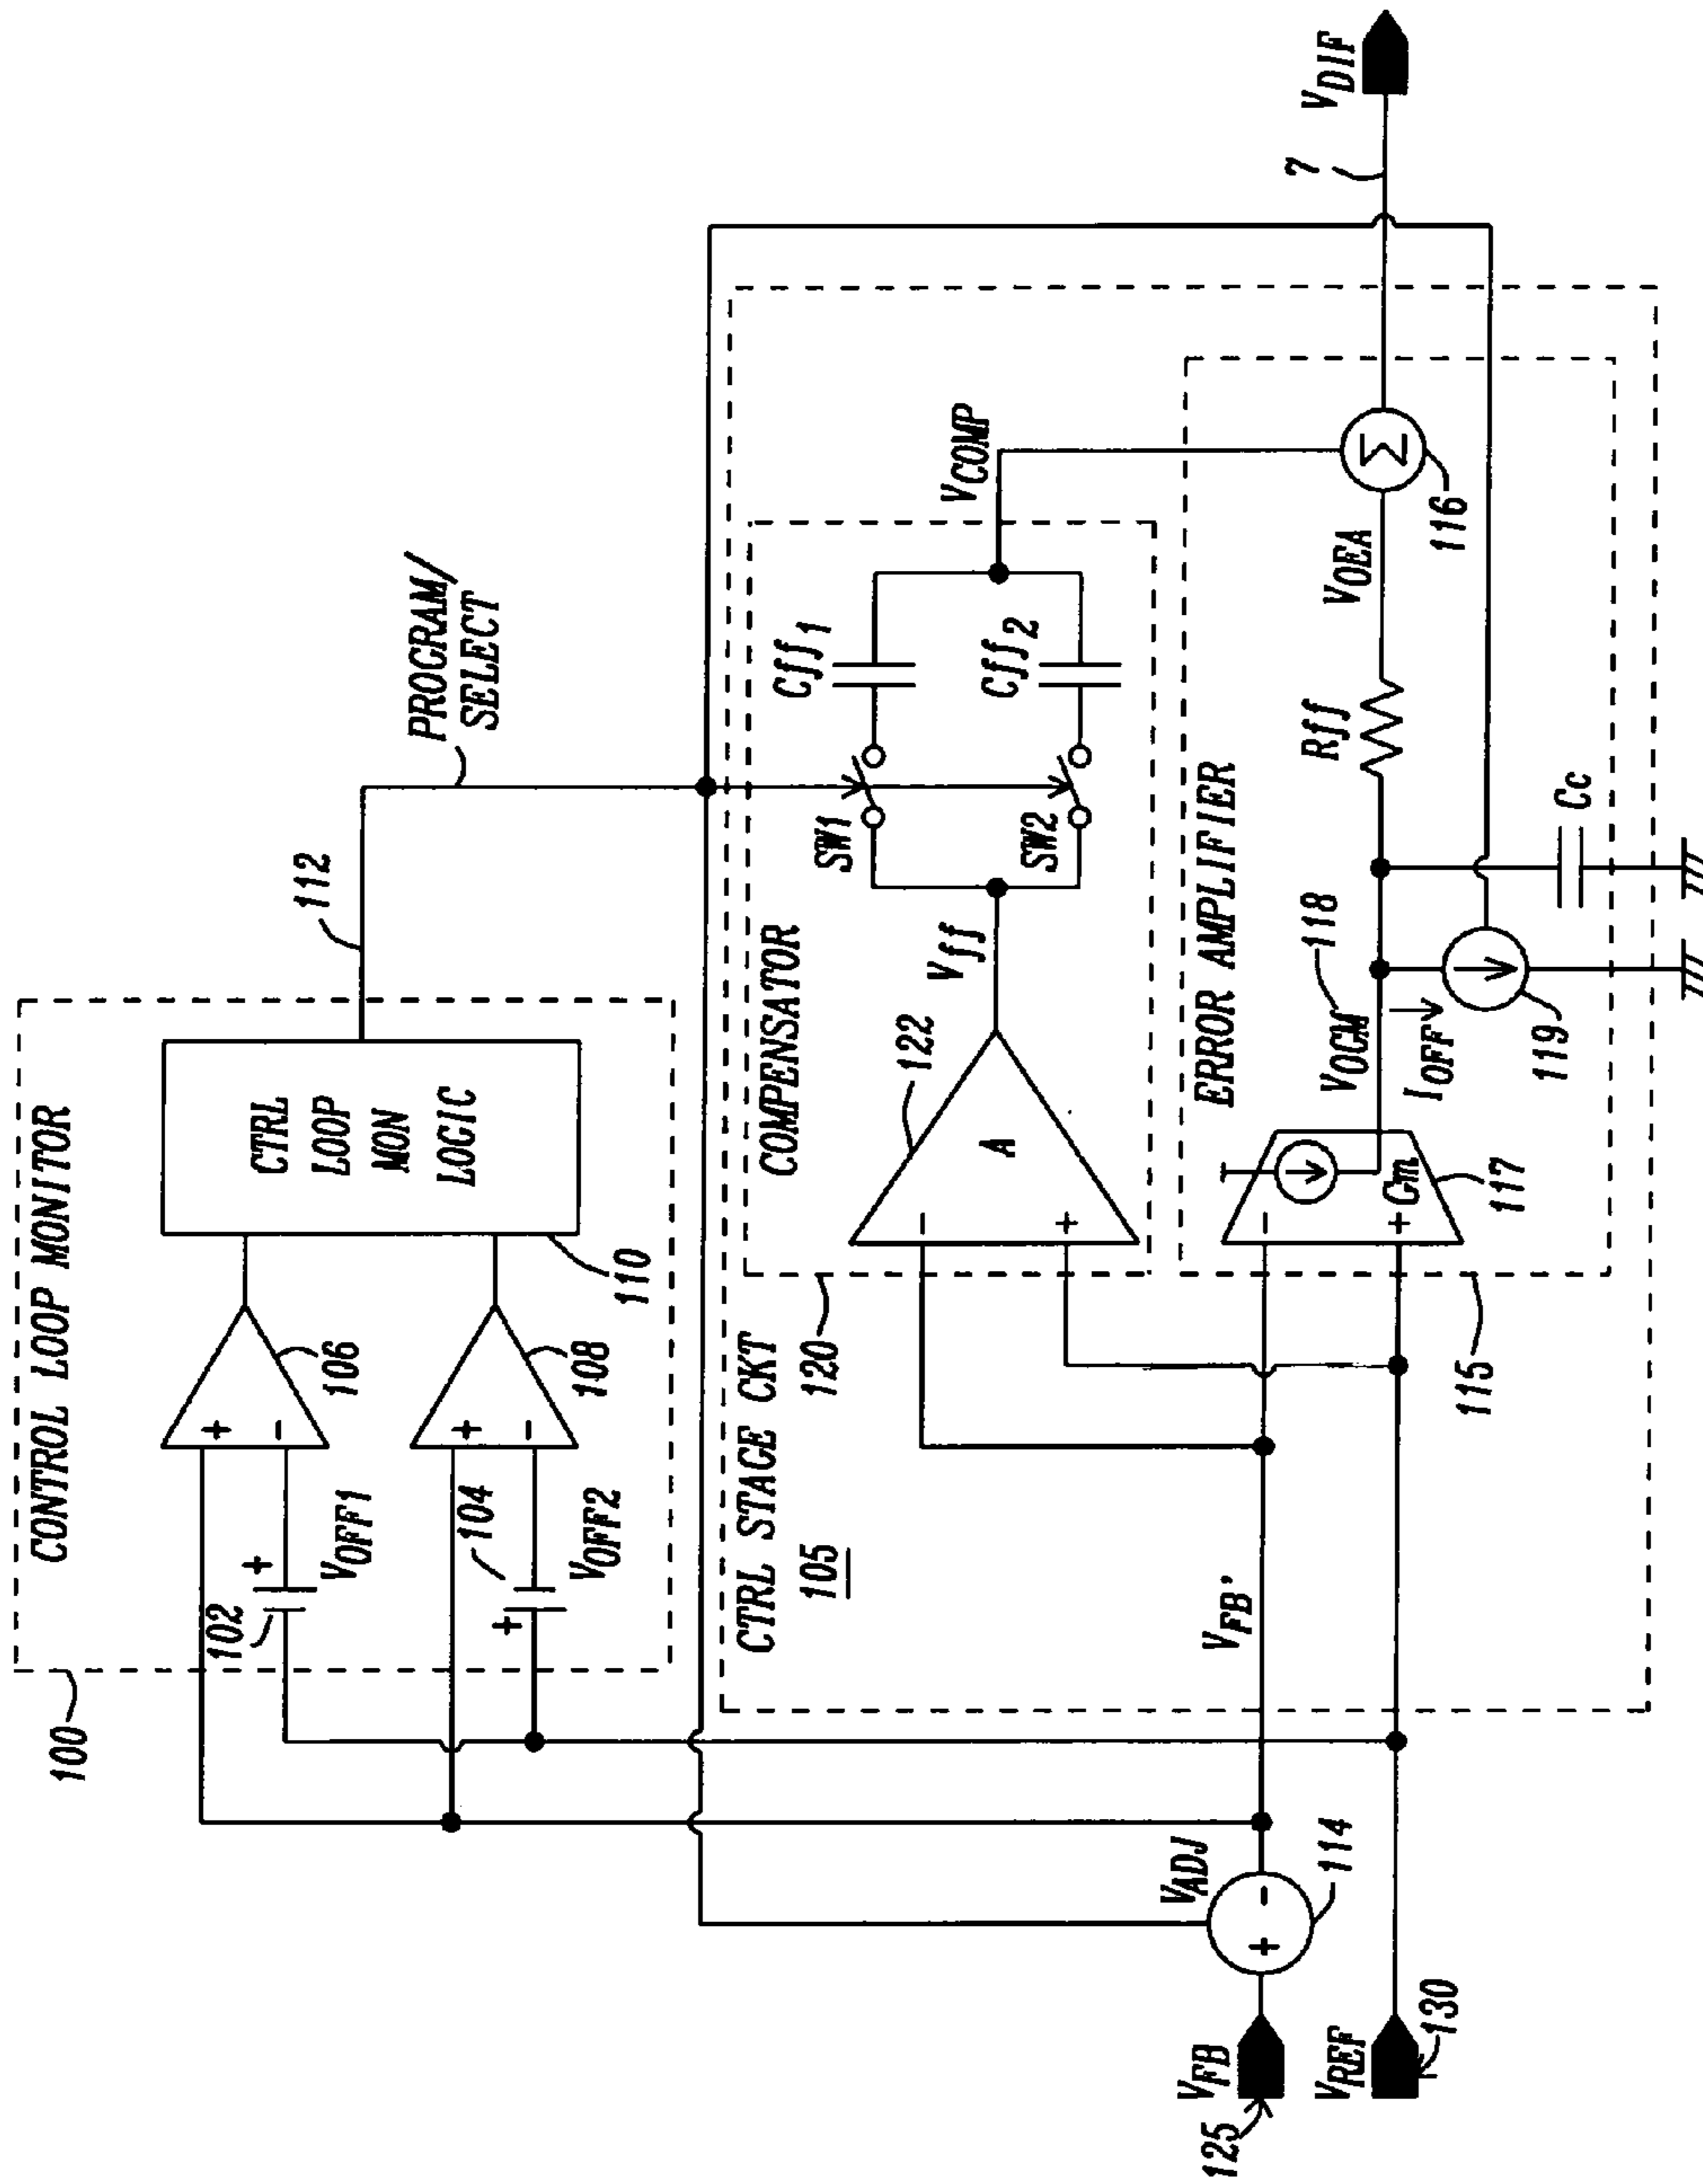 CONTROL LOOP MONITOR
100
102
+
VOFF1
104
+
VOFF2
+
-
106
+
-
108
CTRL
LOOP
MON
LOGIC
110
112
PROGRAM/
SELECT
CTRL STAGE CKT
105
COMPENSATOR
120
122
-
+
A
Vff
SW1
SW2
Cff1
Cff2
VCOMP
ERROR AMPLIFIER
115
-
+
Gm
117
VOCM
118
IOFF
119
Cc
Rff
VOEA
Σ
116
7
VDIF
VFB
125
VREF
130
+
-
114
VADJ
VFB'